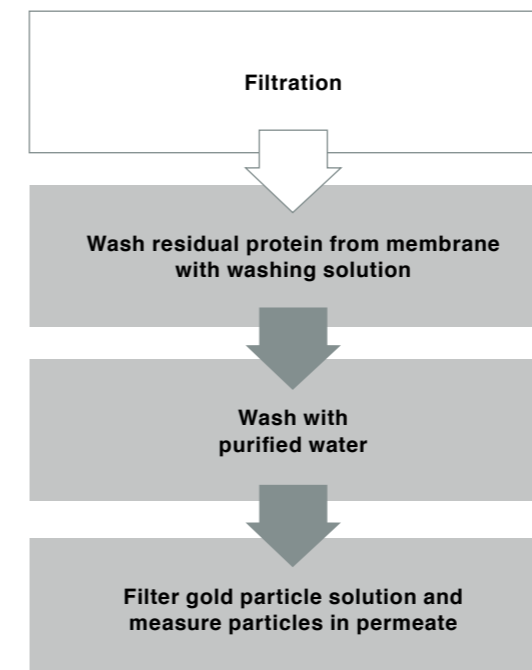 Filtration
Wash residual protein from membrane
with washing solution
Wash with
purified water
Filter gold particle solution and
measure particles in permeate